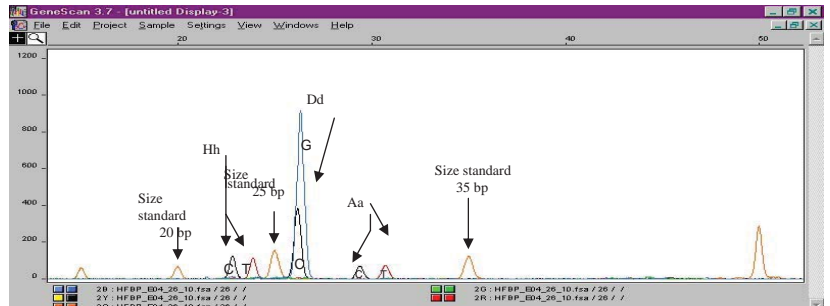 GeneScan 3.7 - [untitled Display-3]
File Edit Project Sample Settings View Windows Help
20 30 40 50
1200
1000
800
600
400
200
0
Dd
G
Hh
Size
standard
25 bp
Size standard
35 bp
Size
standard
20 bp
Aa
C T O C T
2B : HFBP_E04_26_10.fsa / 26 / /
2G : HFBP_E04_26_10.fsa / 26 / /
2Y : HFBP_E04_26_10.fsa / 26 / /
2R : HFBP_E04_26_10.fsa / 26 / /